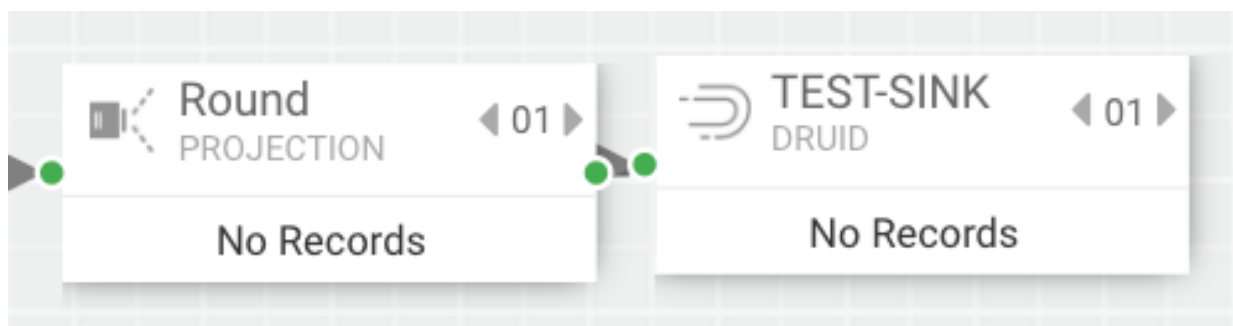 Round
PROJECTION
01
No Records
TEST-SINK
DRUID
01
No Records